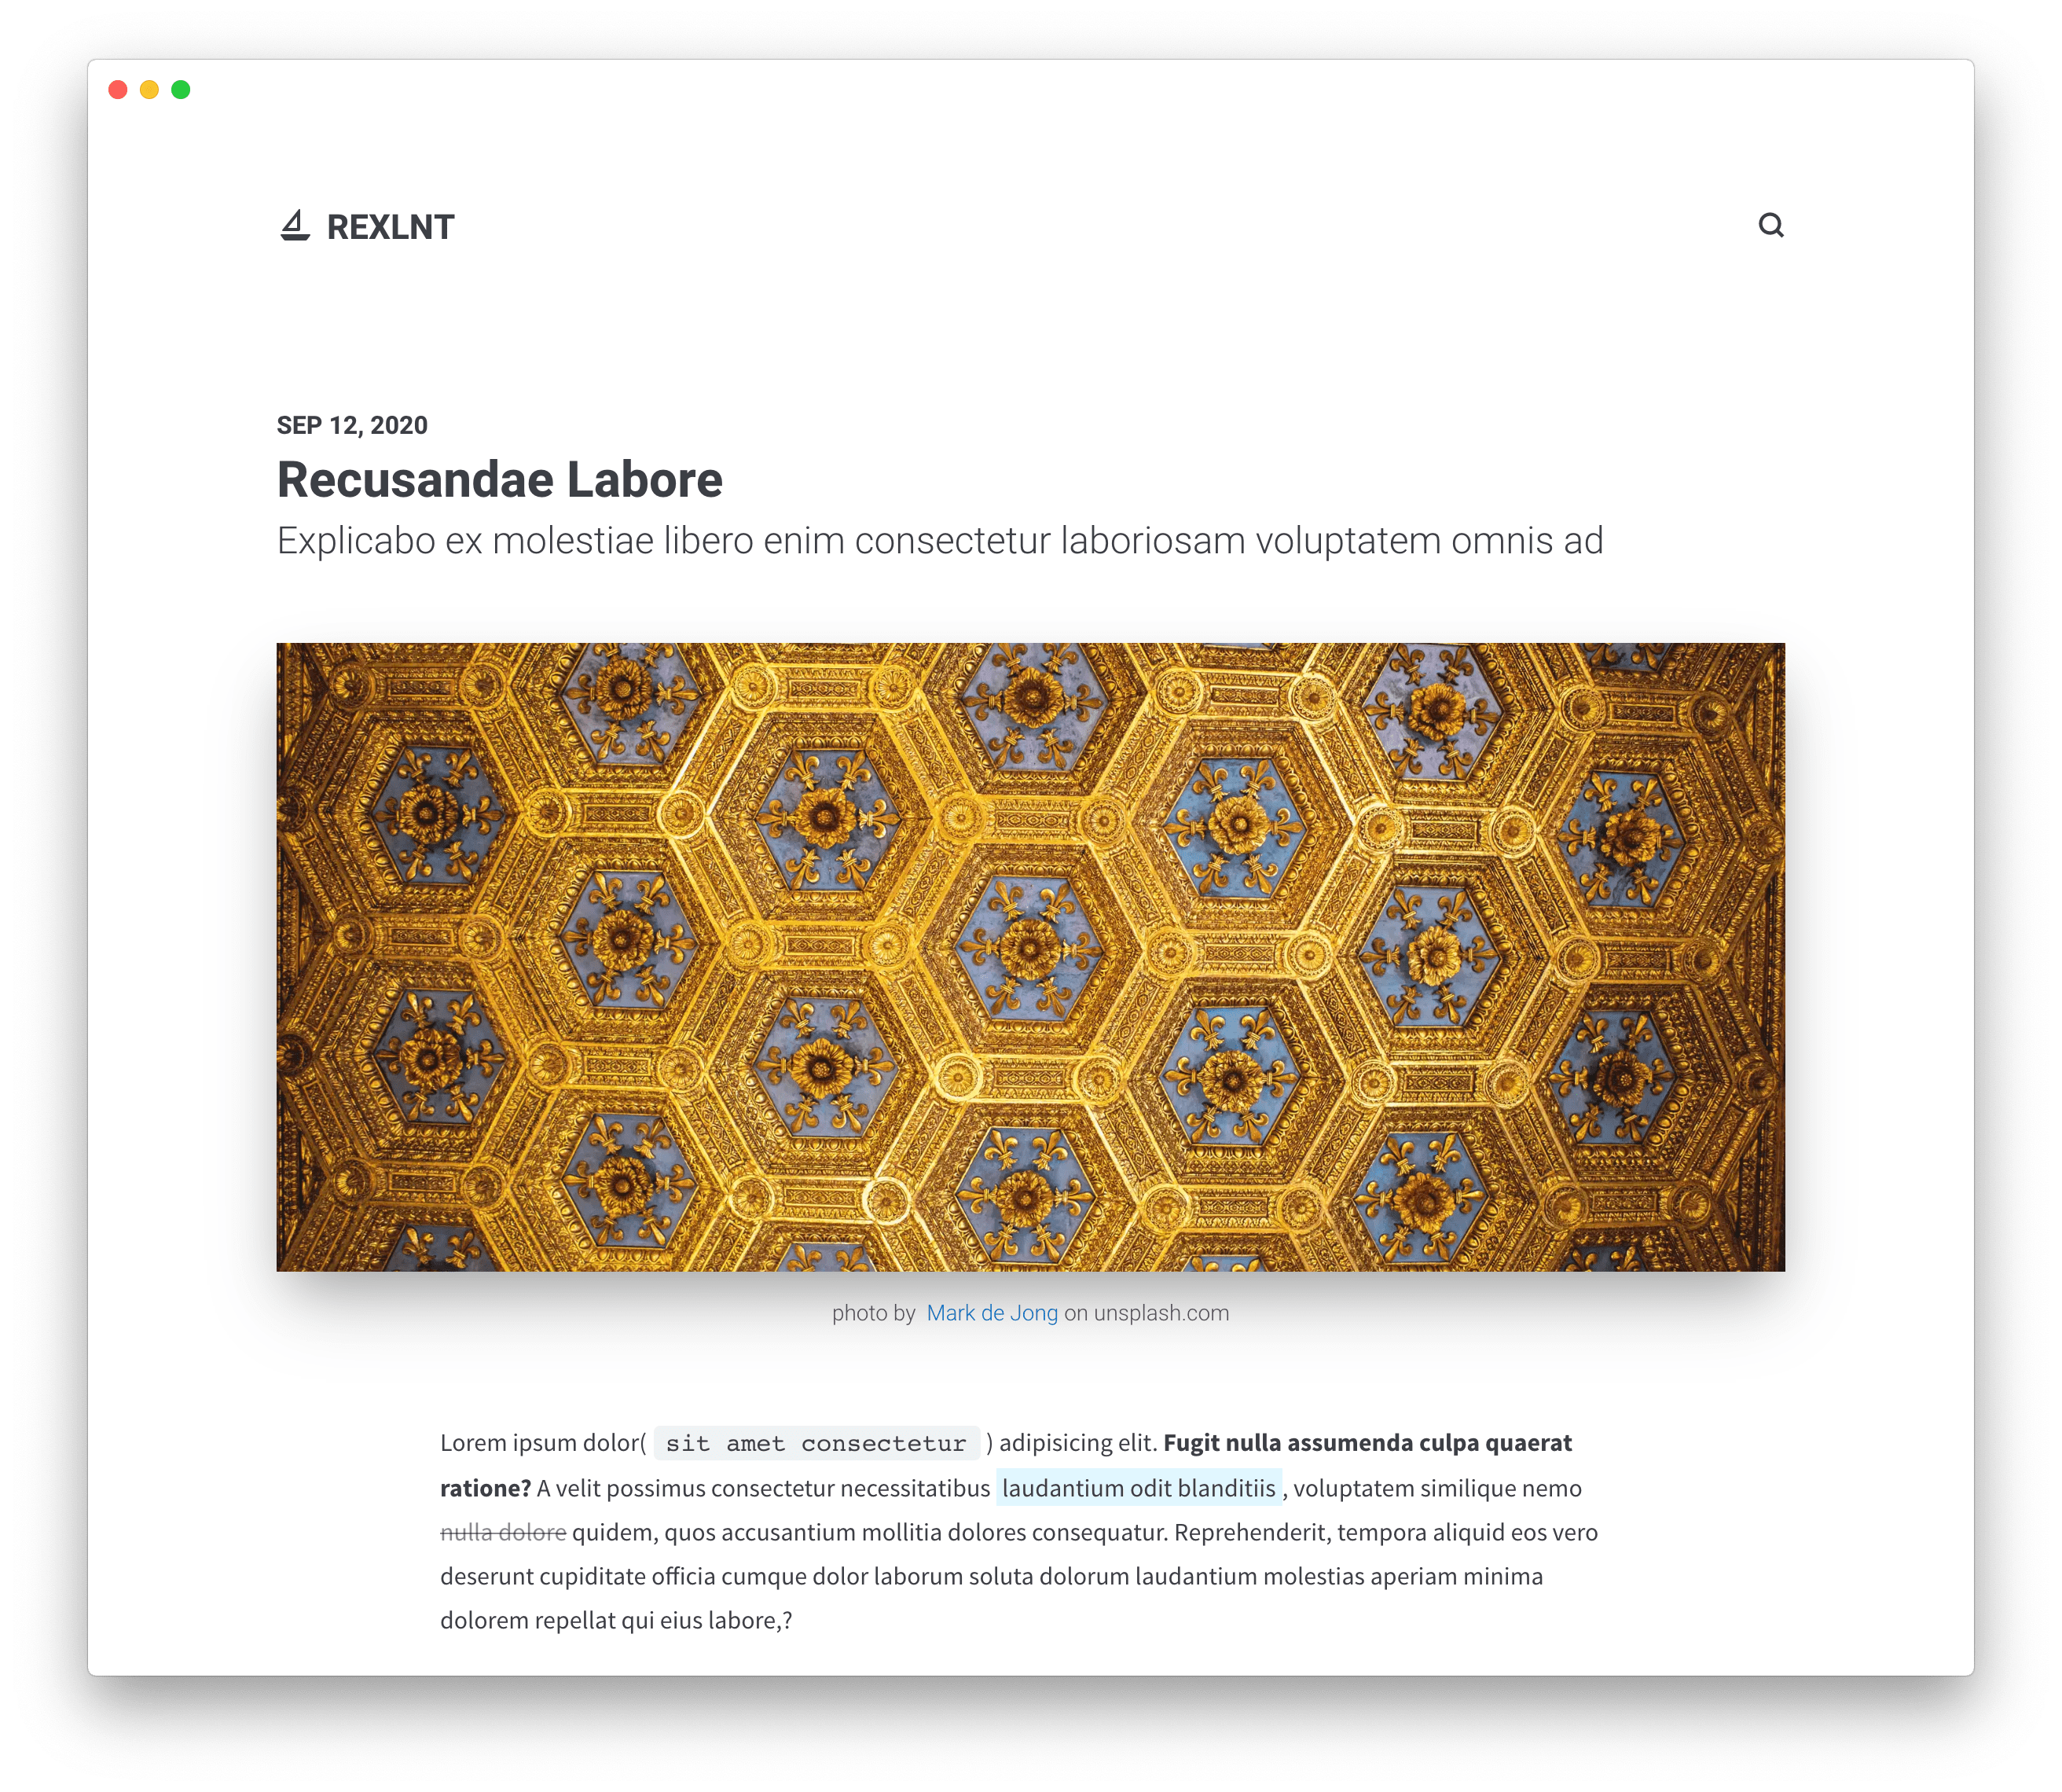 REXLNT
SEP 12, 2020
Recusandae Labore
Explicabo ex molestiae libero enim consectetur laboriosam voluptatem omnis ad
photo by Mark de Jong on unsplash.com
Lorem ipsum dolor( sit amet consectetur ) adipisicing elit. Fugit nulla assumenda culpa quaerat
ratione? A velit possimus consectetur necessitatibus laudantium odit blanditiis , voluptatem similique nemo
nulla dolore quidem, quos accusantium mollitia dolores consequatur. Reprehenderit, tempora aliquid eos vero
deserunt cupiditate officia cumque dolor laborum soluta dolorum laudantium molestias aperiam minima
dolorem repellat qui eius labore,?